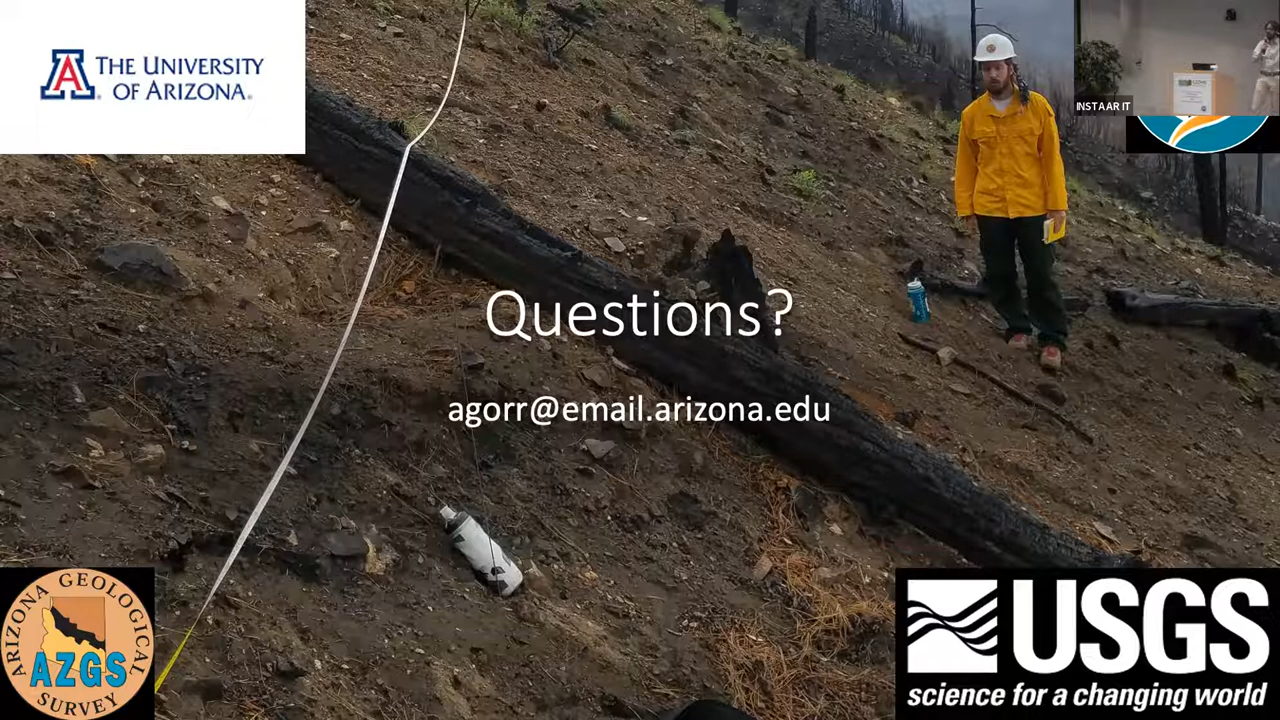 THE UNIVERSITY
OF ARIZONA
INSTAAR IT
Questions?
agorr@email.arizona.edu
ARIZONA GEOLOGICAL
AZGS
SURVEY
USGS
science for a changing world